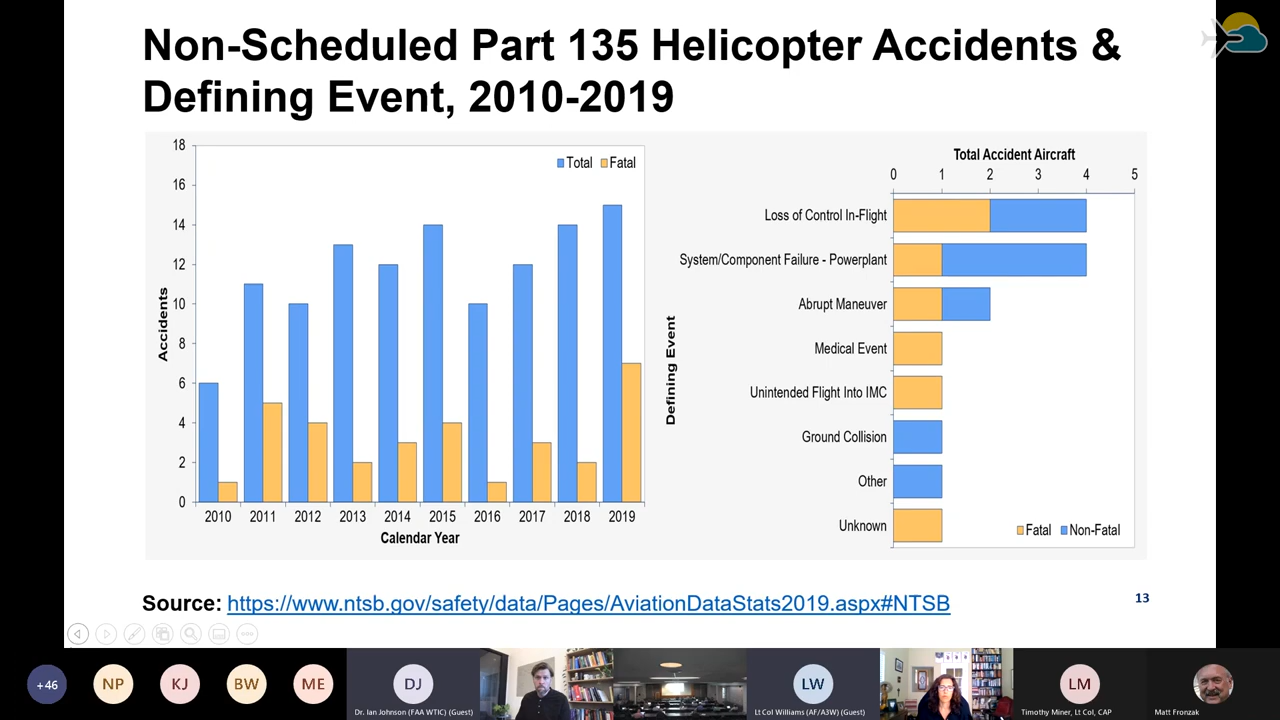 Non-Scheduled Part 135 Helicopter Accidents &
Defining Event, 2010-2019
18
16
14
12
10
8
6
4
2
0
Accidents
Total Fatal
2010 2011 2012 2013 2014 2015 2016 2017 2018 2019
Calendar Year
Total Accident Aircraft
0 1 2 3 4 5
Defining Event
Loss of Control In-Flight
System/Component Failure - Powerplant
Abrupt Maneuver
Medical Event
Unintended Flight Into IMC
Ground Collision
Other
Unknown
Fatal Non-Fatal
Source: https://www.ntsb.gov/safety/data/Pages/AviationDataStats2019.aspx#NTSB
13
+46
NP
KJ
BW
ME
DJ
Dr. Ian Johnson (FAA WTIC) (Guest)
LW
Lt Col Williams (AF/A3W) (Guest)
LM
Timothy Miner, Lt Col, CAP
Matt Fronzak